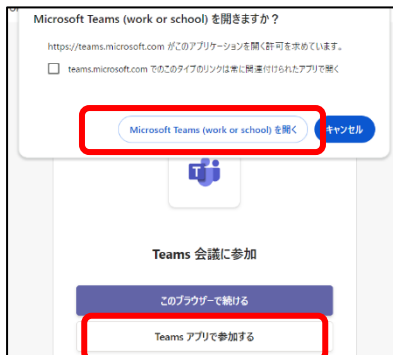 Microsoft Teams (work or school) を開きますか？
https://teams.microsoft.com がこのアプリケーションを開く許可を求めています。
teams.microsoft.com でのこのタイプのリンクは常に関連付けられたアプリで開く
Microsoft Teams (work or school) を開く
キャンセル
Teams 会議に参加
このブラウザーで続ける
Teams アプリで参加する